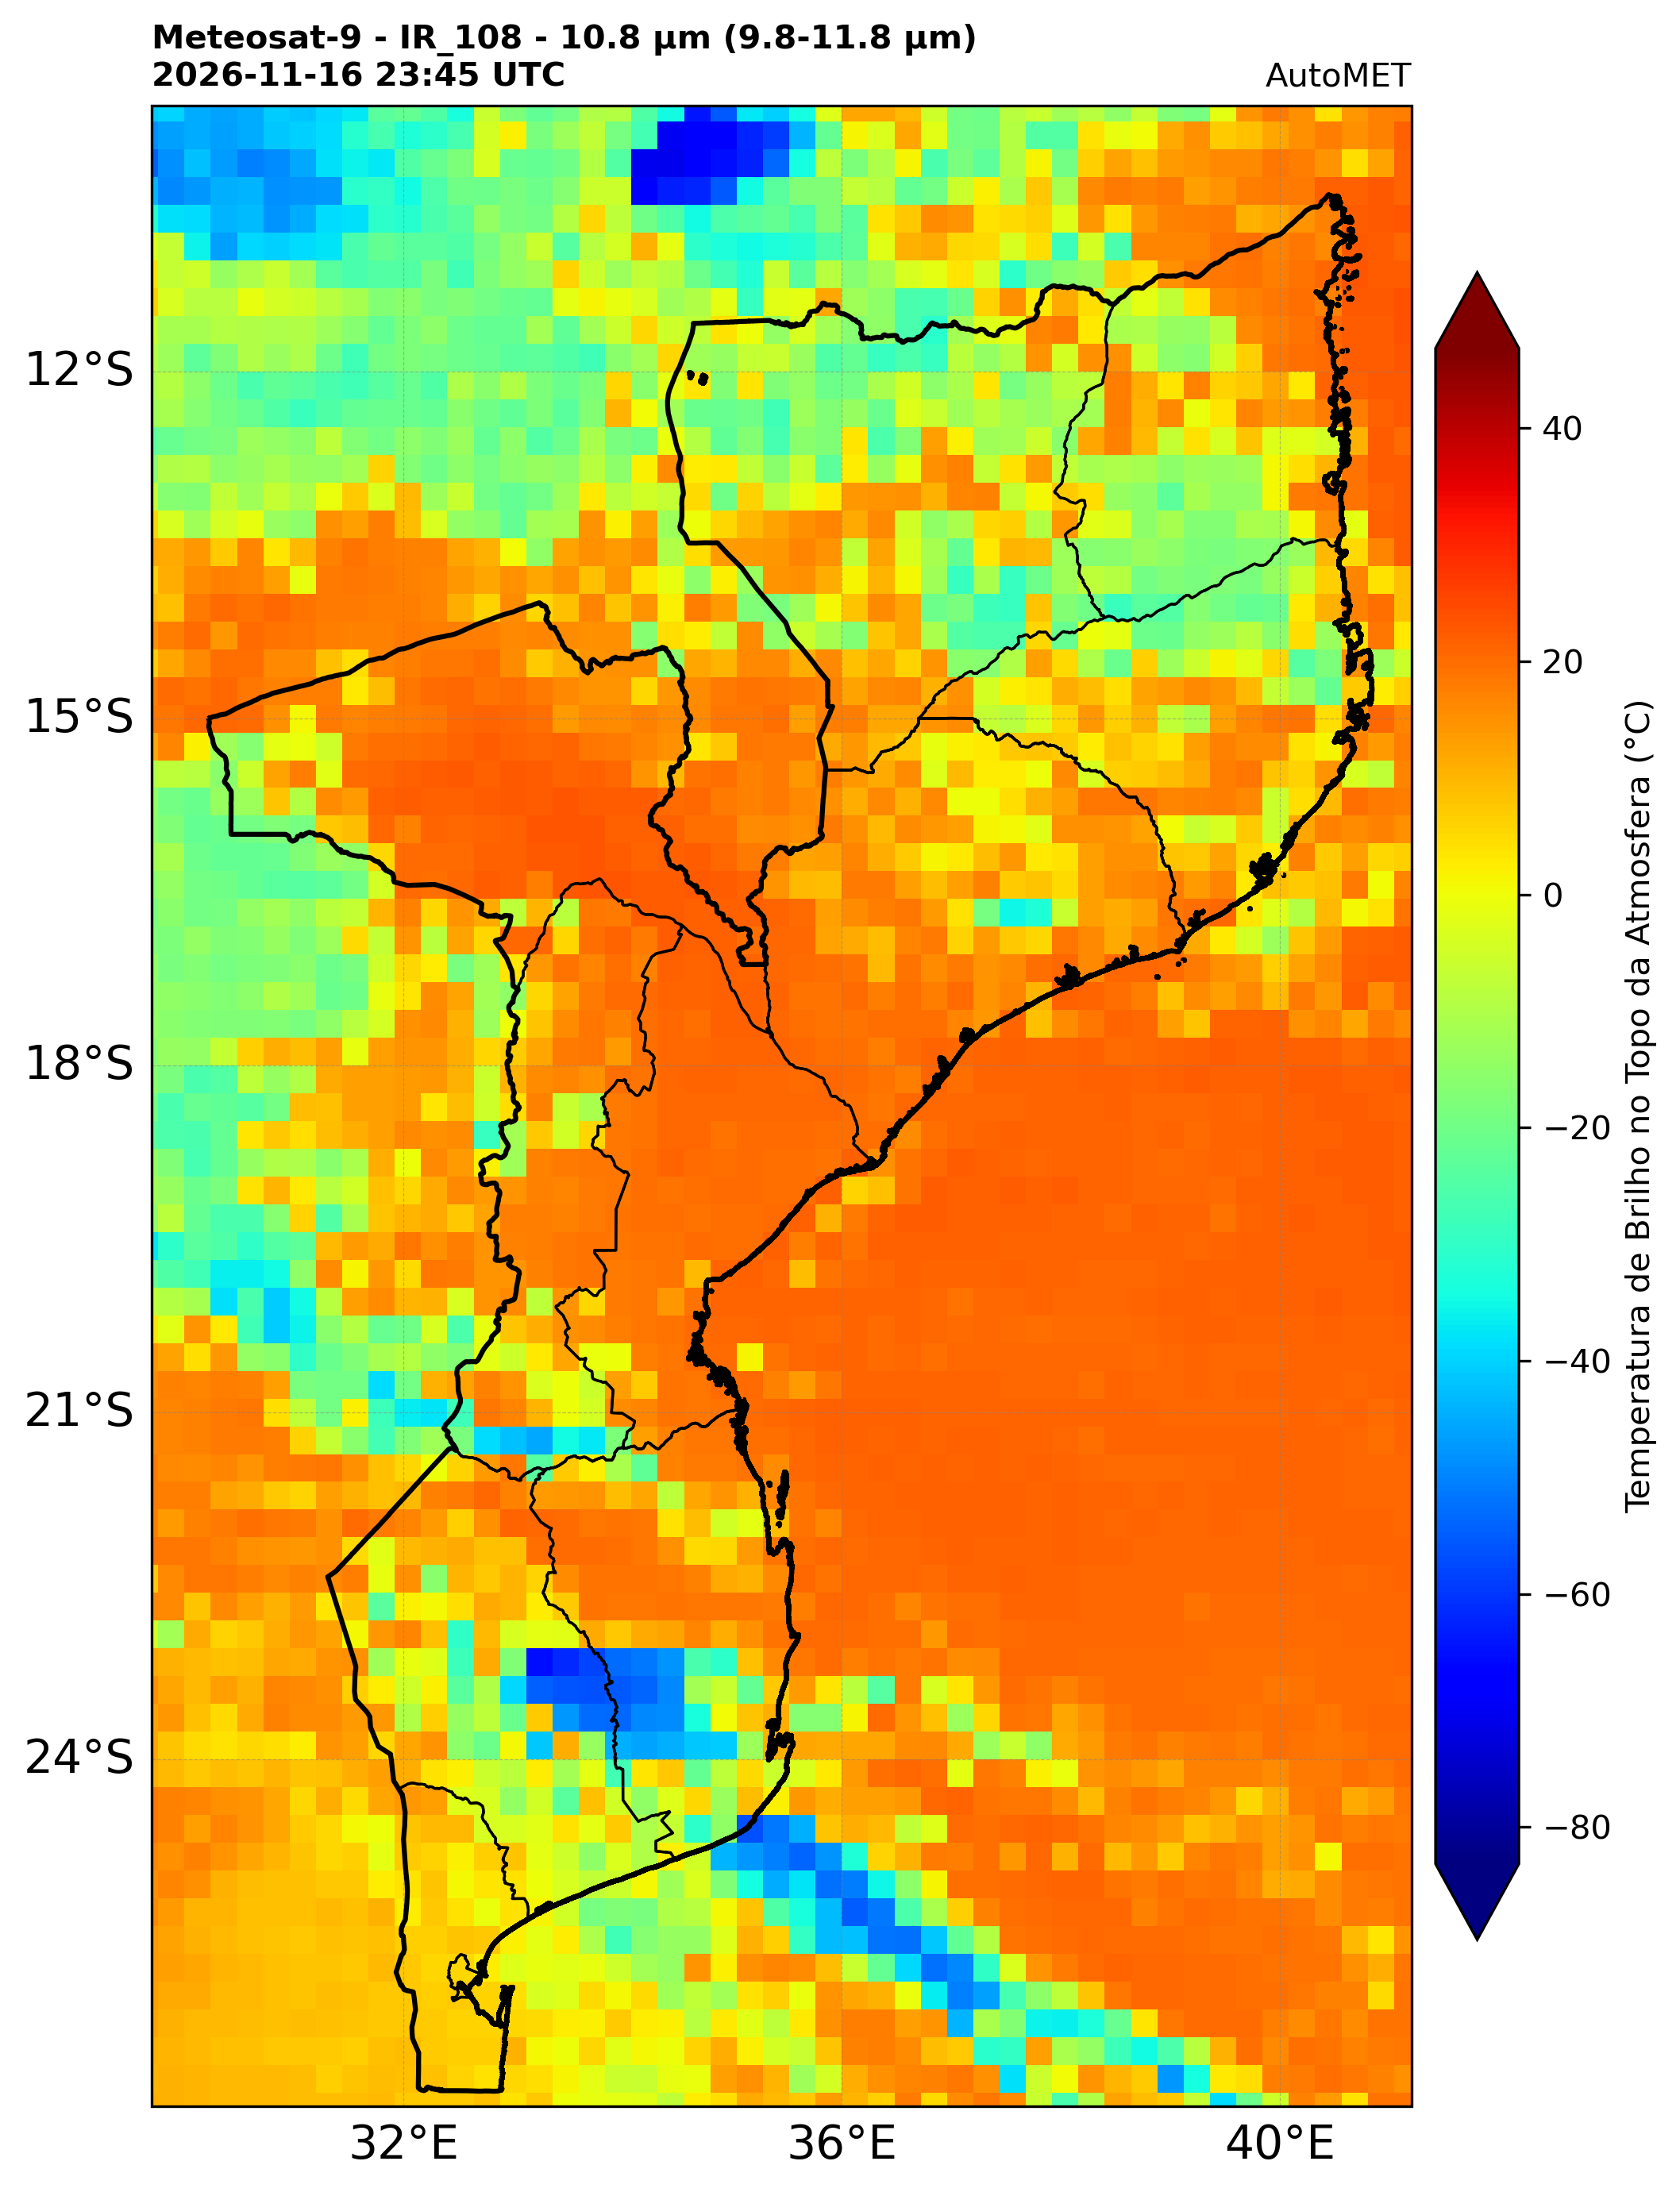 Meteosat-9 - IR_108 - 10.8 µm (9.8-11.8 µm)
2026-11-16 23:45 UTC
AutoMET
12°S
15°S
18°S
21°S
24°S
32°E
36°E
40°E
40
20
0
−20
−40
−60
−80
Temperatura de Brilho no Topo da Atmosfera (°C)